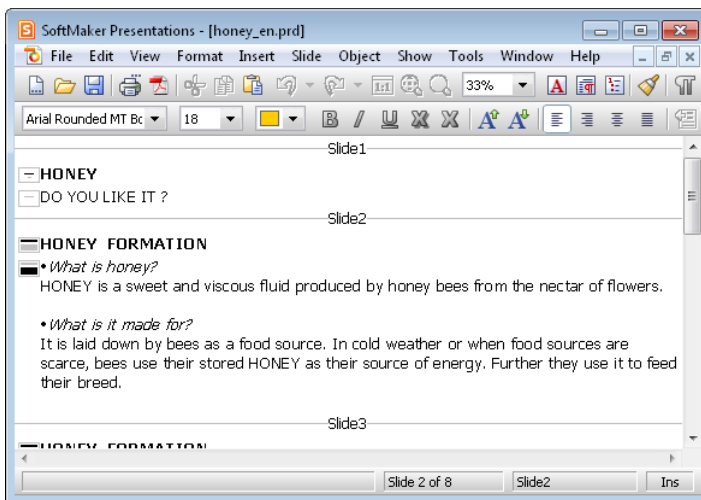 SoftMaker Presentations - [honey_en.prd]
File Edit View Format Insert Slide Object Show Tools Window Help
1:1 33% A
Arial Rounded MT Bc 18 B I U X X A A
Slide1
HONEY
DO YOU LIKE IT ?
Slide2
HONEY FORMATION
• What is honey?
HONEY is a sweet and viscous fluid produced by honey bees from the nectar of flowers.
• What is it made for?
It is laid down by bees as a food source. In cold weather or when food sources are
scarce, bees use their stored HONEY as their source of energy. Further they use it to feed
their breed.
Slide3
HONEY FORMATION
Slide 2 of 8 Slide2 Ins